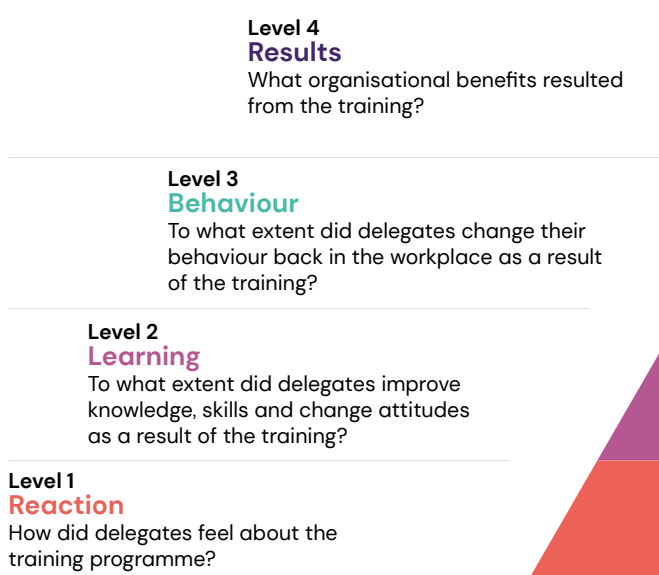 Level 4
Results
What organisational benefits resulted
from the training?
Level 3
Behaviour
To what extent did delegates change their
behaviour back in the workplace as a result
of the training?
Level 2
Learning
To what extent did delegates improve
knowledge, skills and change attitudes
as a result of the training?
Level 1
Reaction
How did delegates feel about the
training programme?